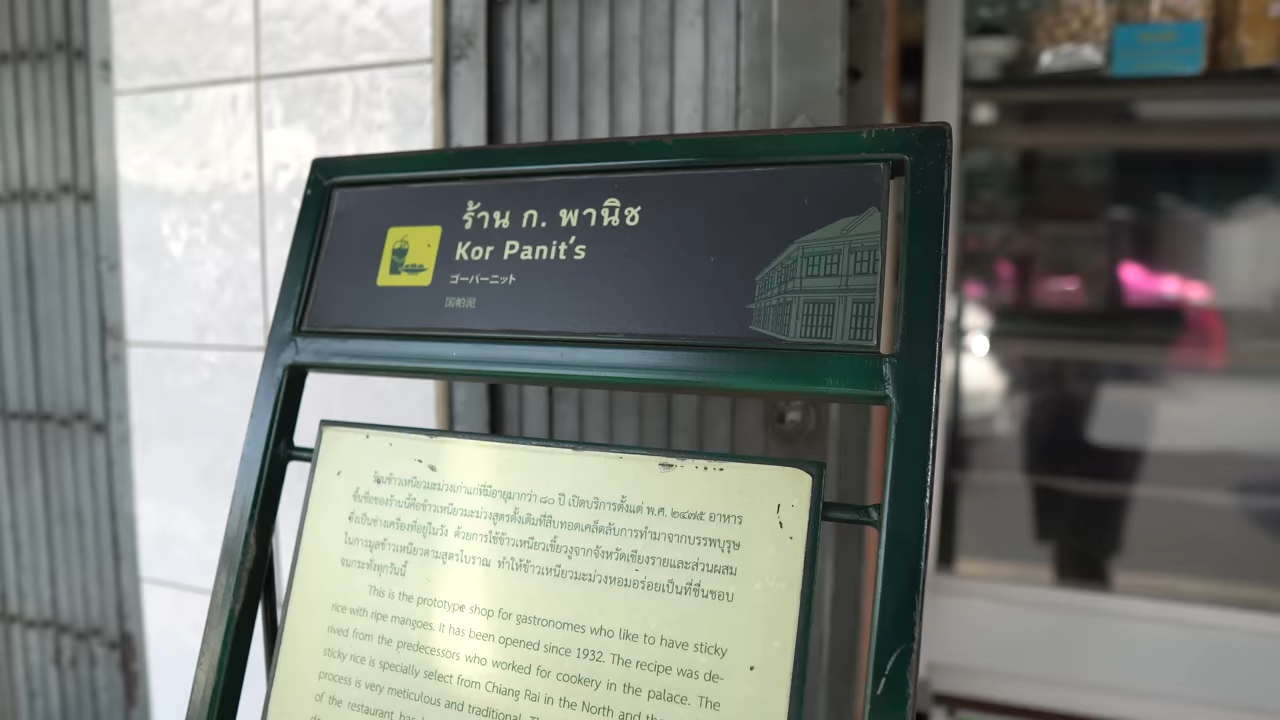 ร้าน ก. พานิช
Kor Panit's
ゴーパーニット
国帕泥
ร้านข้าวเหนียวมะม่วงเก่าแก่ที่มีอายุมากว่า ๘๐ ปี เปิดบริการตั้งแต่ พ.ศ. ๒๔๗๕ อาหาร
ขึ้นชื่อของร้านนี้คือข้าวเหนียวมะม่วงสูตรดั้งเดิมที่สืบทอดเคล็ดลับการทำมาจากบรรพบุรุษ
ซึ่งเป็นช่างเครื่องที่อยู่ในวัง ด้วยการใช้ข้าวเหนียวเขี้ยวงูจากจังหวัดเชียงรายและส่วนผสม
ในการมูลข้าวเหนียวตามสูตรโบราณ ทำให้ข้าวเหนียวมะม่วงหอมอร่อยเป็นที่ชื่นชอบ
จนกระทั่งทุกวันนี้
This is the prototype shop for gastronomes who like to have sticky
rice with ripe mangoes. It has been opened since 1932. The recipe was de-
rived from the predecessors who worked for cookery in the palace. The
sticky rice is specially select from Chiang Rai in the North and the
process is very meticulous and traditional.
of the restaurant has